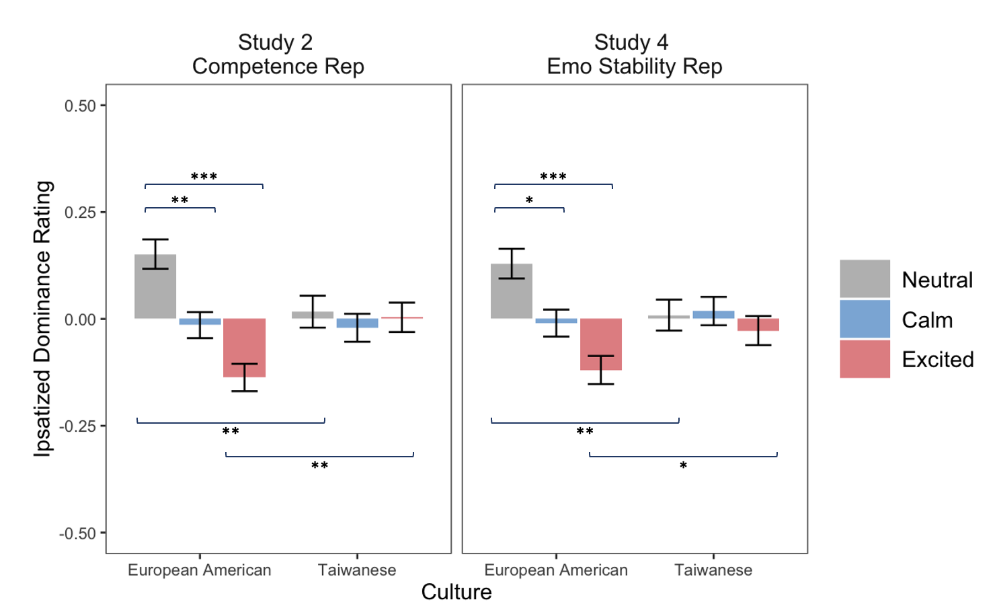 Study 2
Competence Rep
Study 4
Emo Stability Rep
Ipsatized Dominance Rating
0.50
0.25
0.00
-0.25
-0.50
***
**
**
**
***
*
**
*
European American
Taiwanese
European American
Taiwanese
Culture
Neutral
Calm
Excited